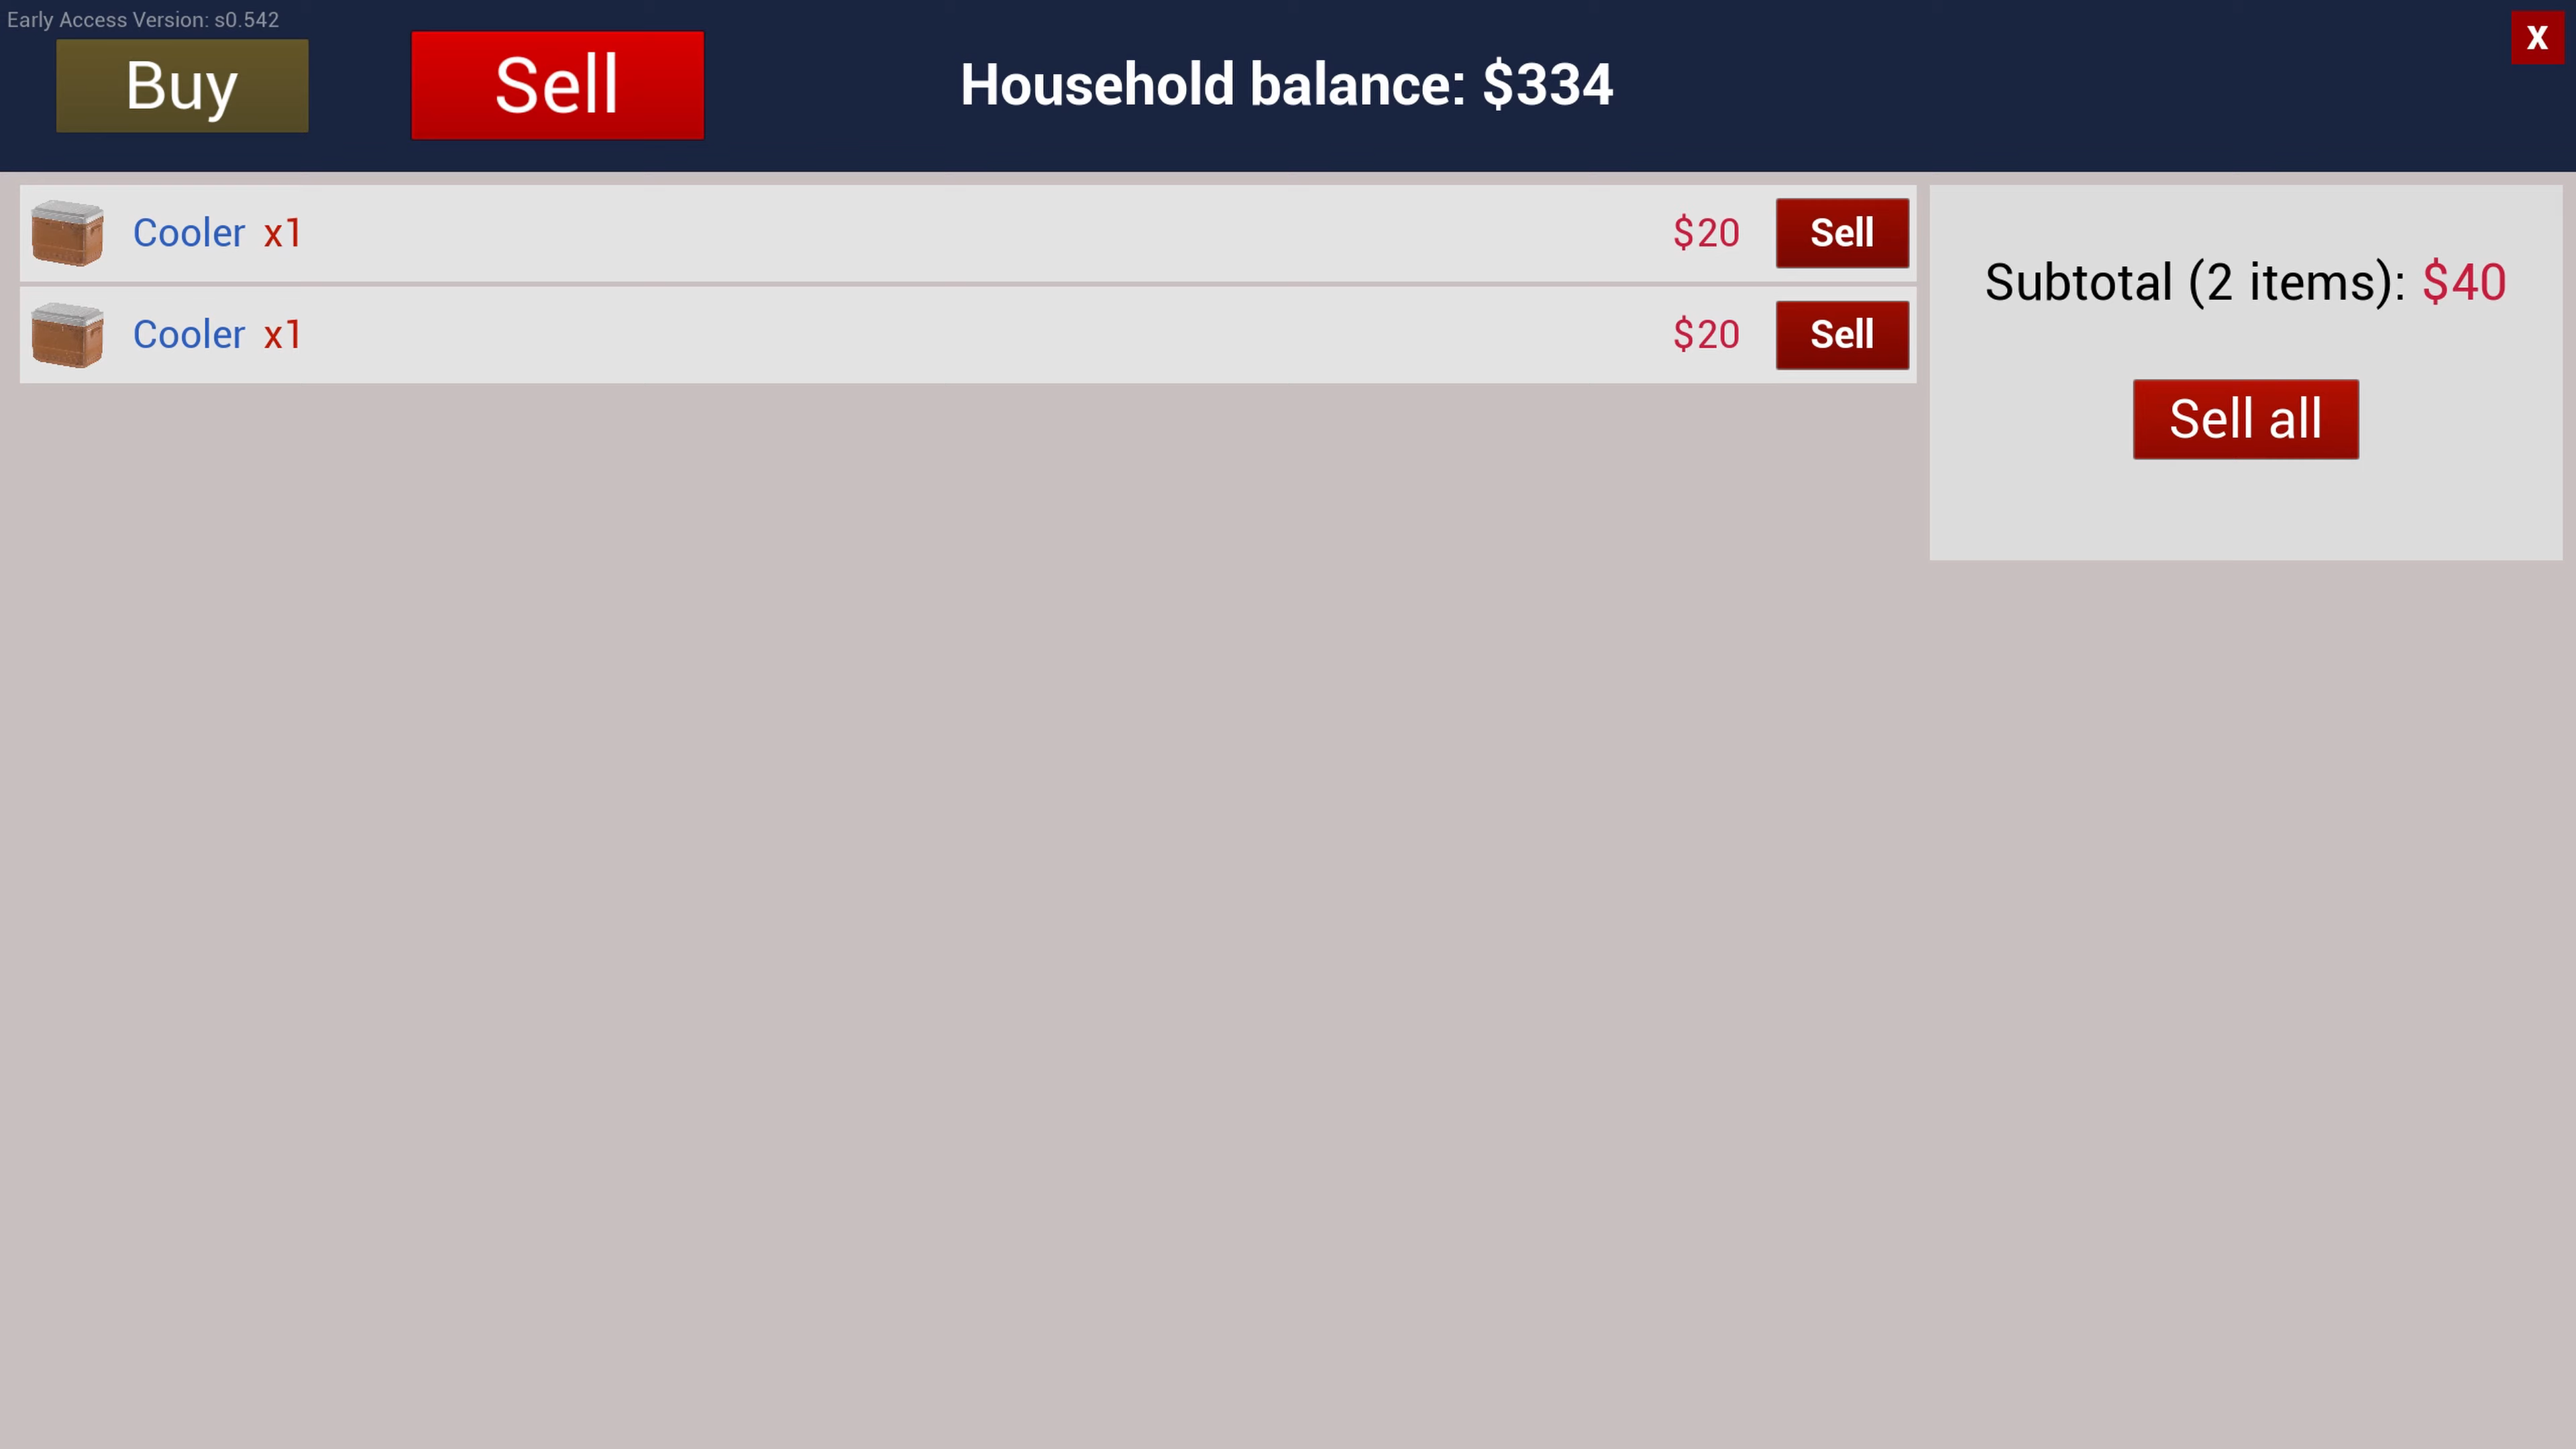 Early Access Version: s0.542
Buy
Sell
Household balance: $334
X
Cooler x1
$20
Sell
Cooler x1
$20
Sell
Subtotal (2 items): $40
Sell all